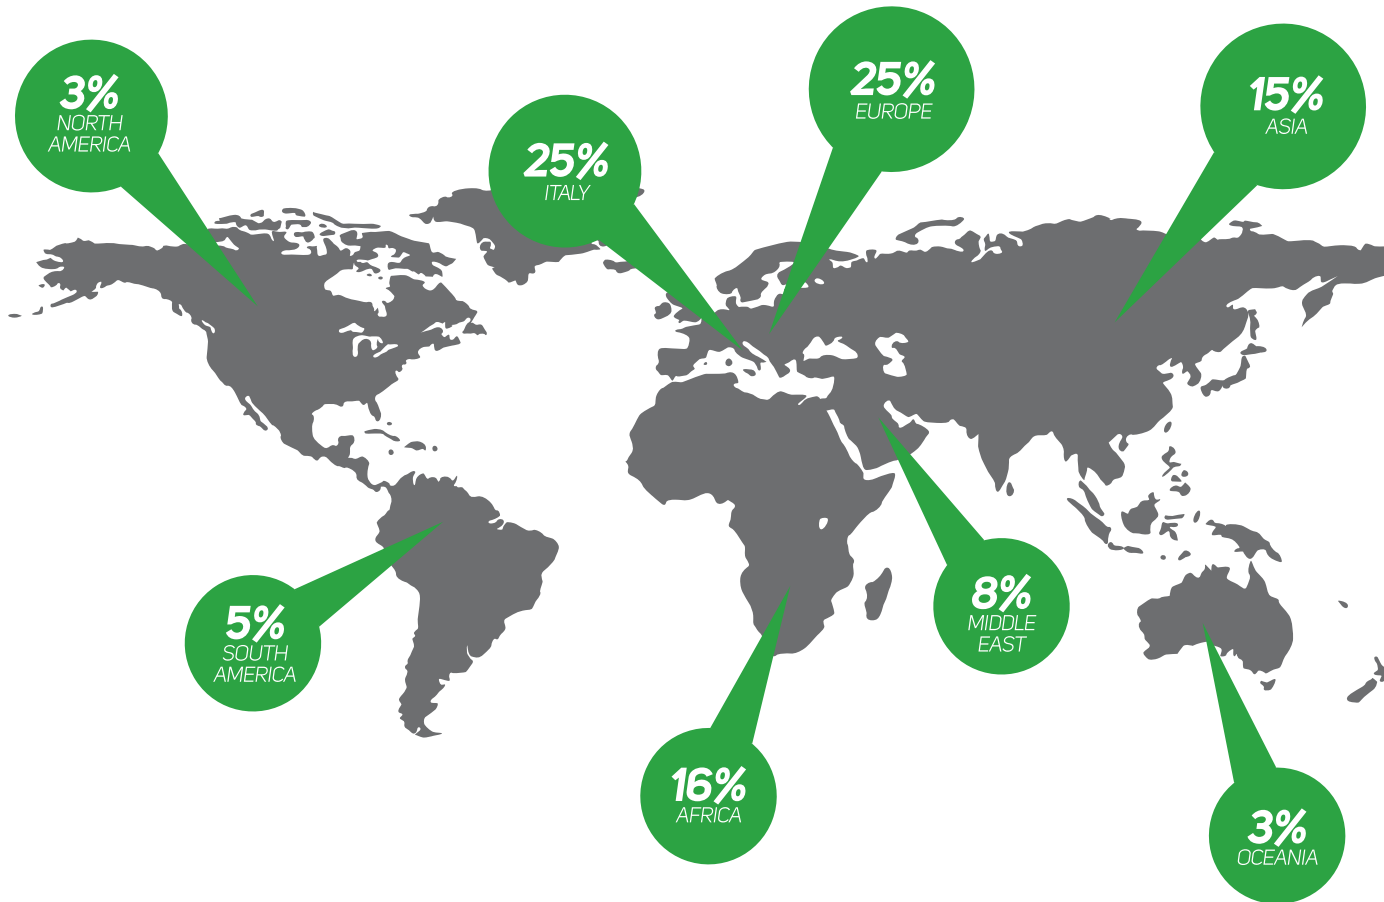 3%
NORTH
AMERICA
25%
ITALY
25%
EUROPE
15%
ASIA
5%
SOUTH
AMERICA
16%
AFRICA
8%
MIDDLE
EAST
3%
OCEANIA